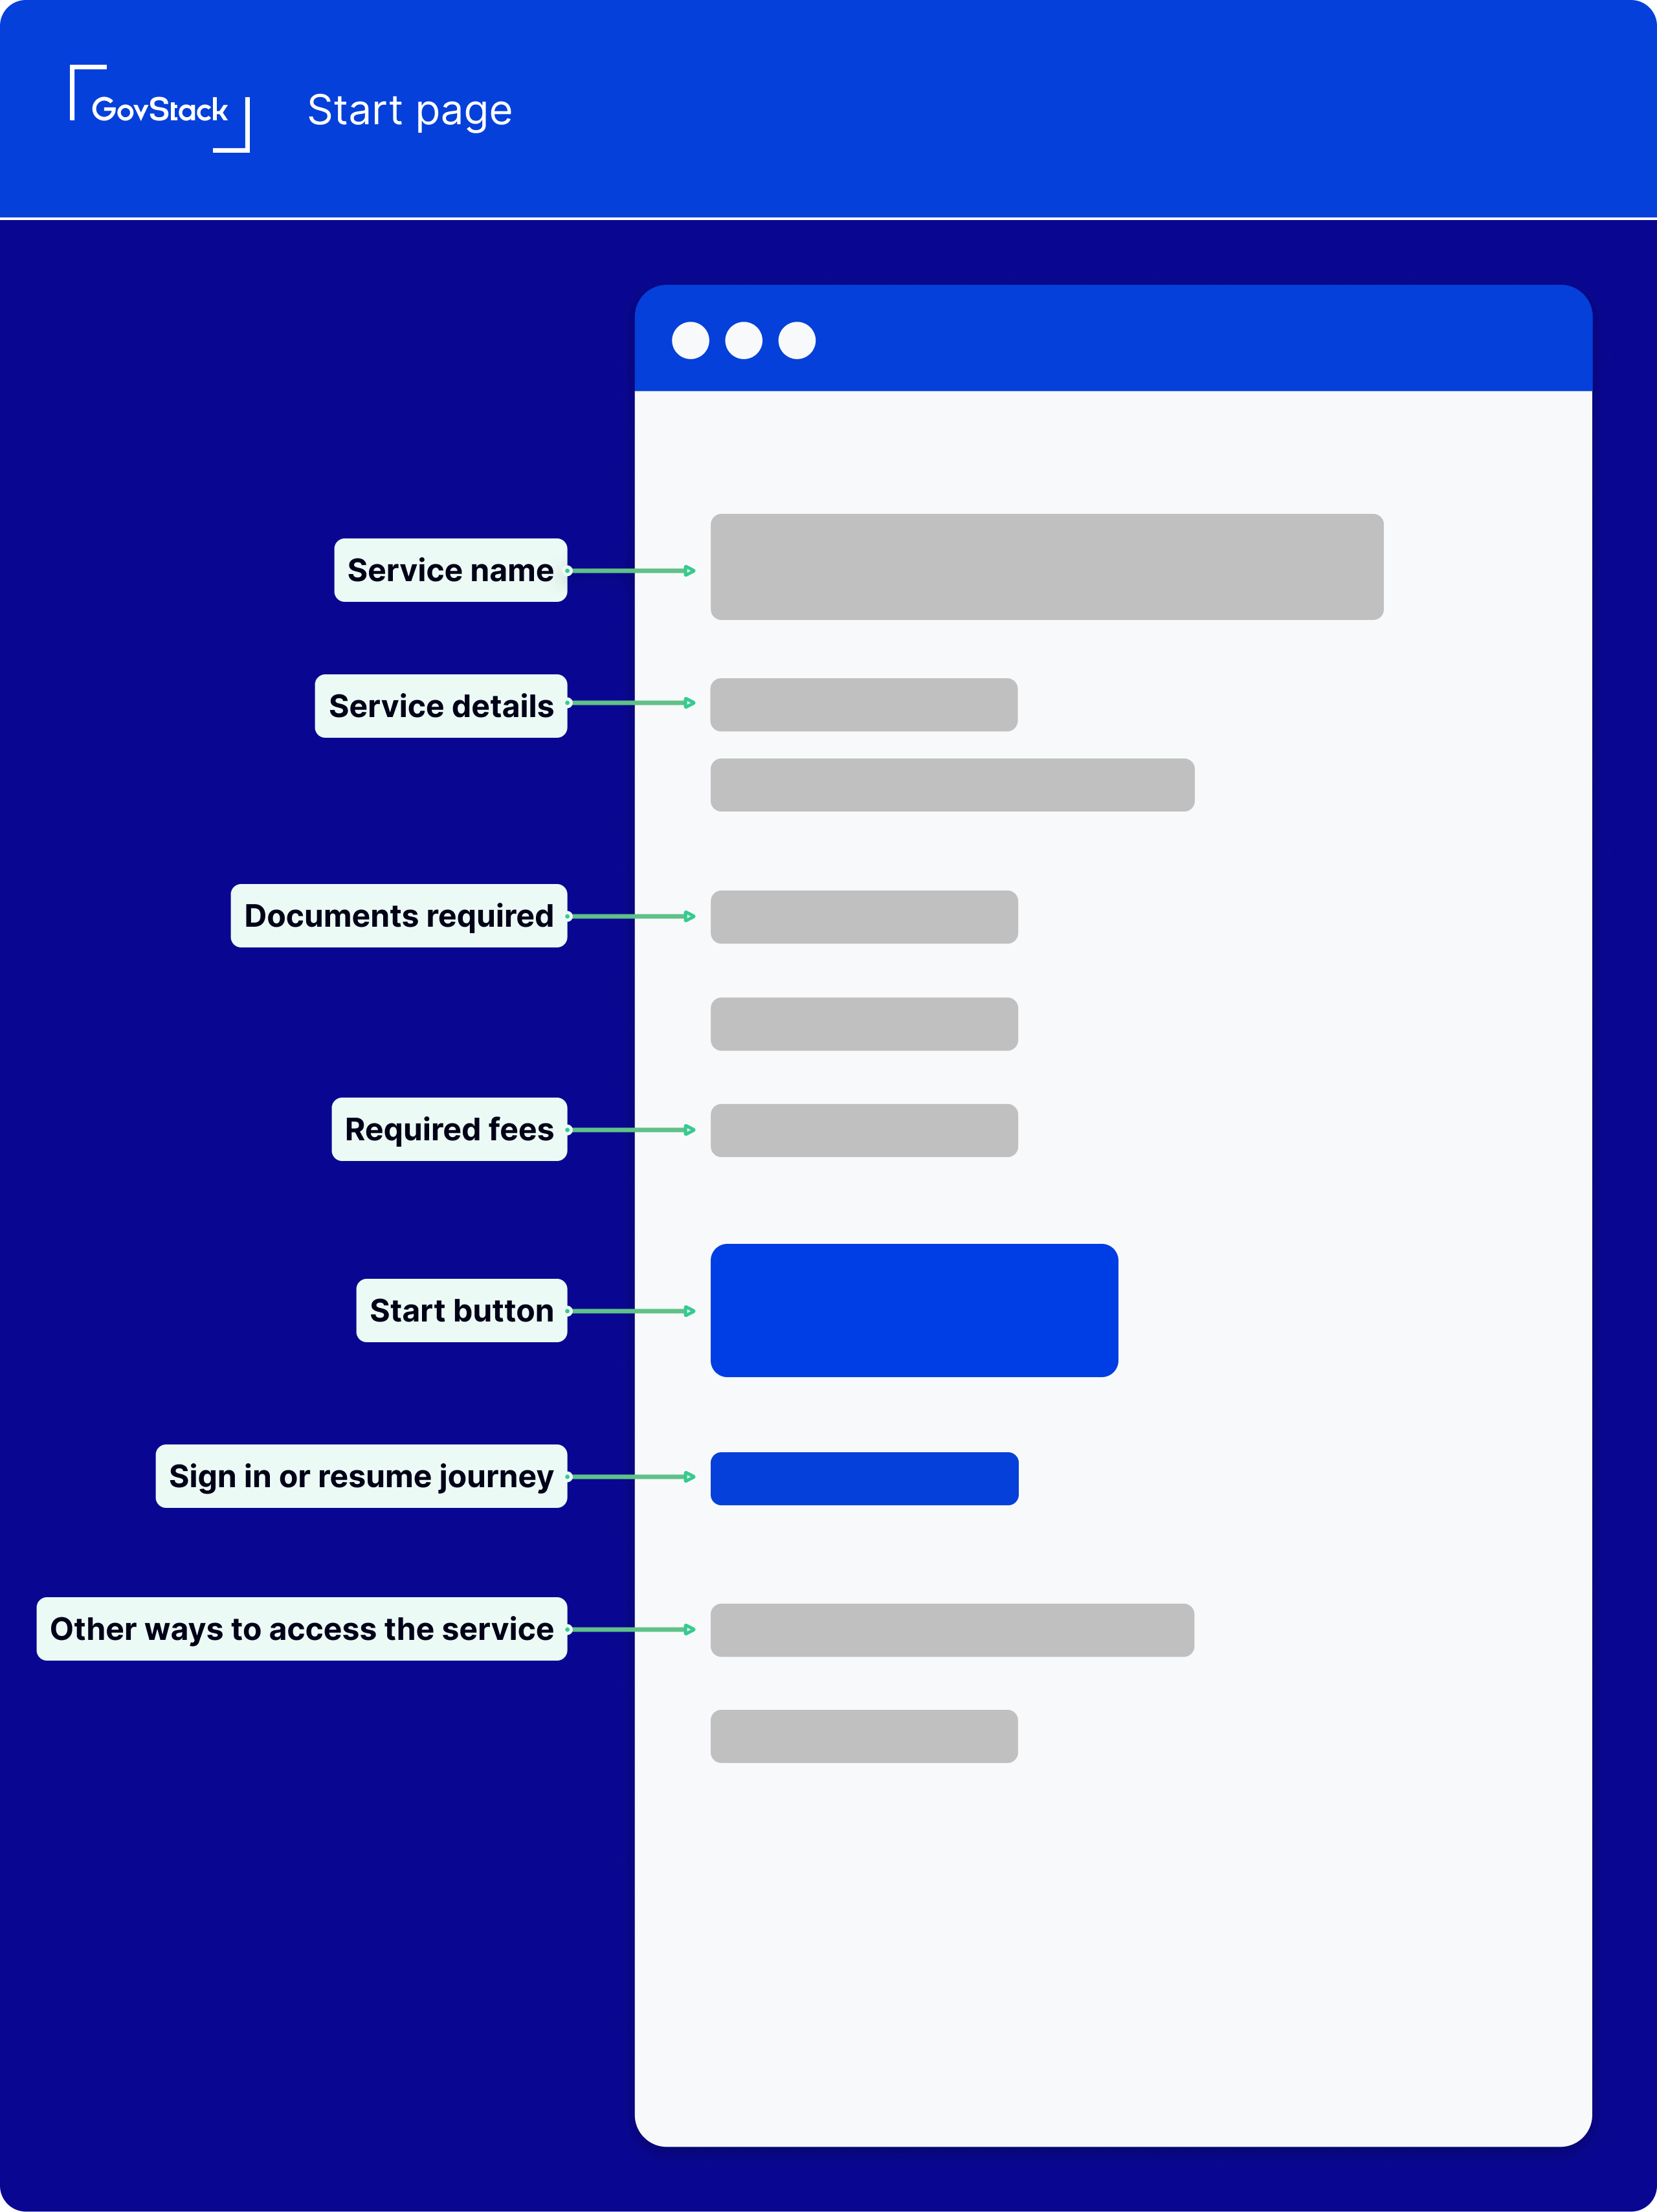 GovStack
Start page
Service name
Service details
Documents required
Required fees
Start button
Sign in or resume journey
Other ways to access the service